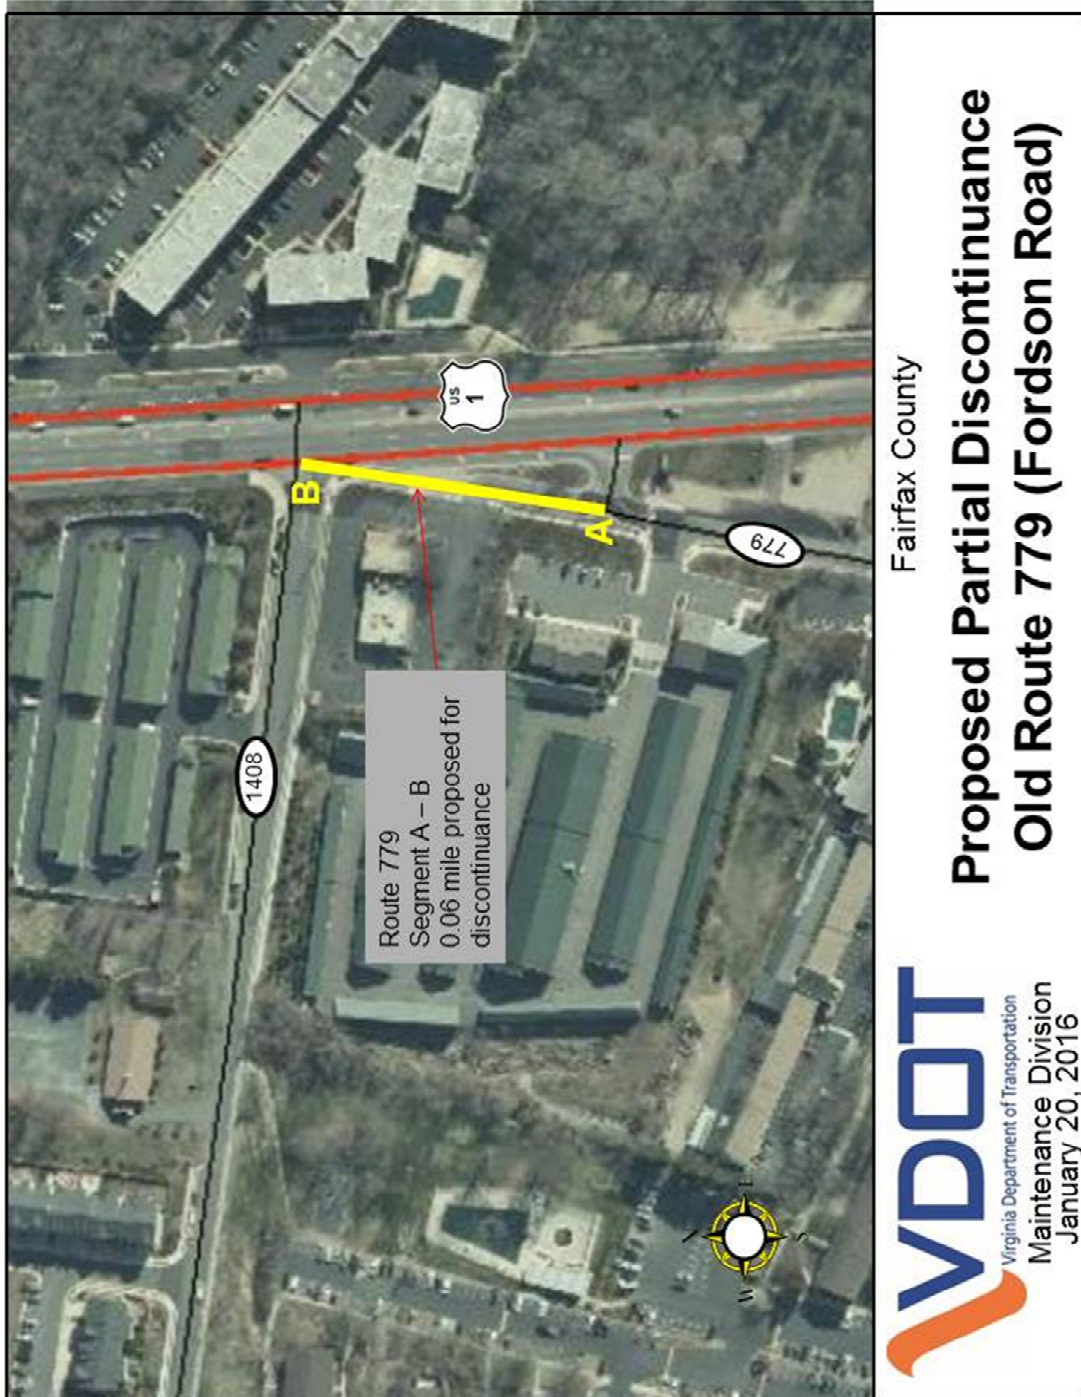 US
1
B
A
779
1408
Route 779
Segment A – B
0.06 mile proposed for
discontinuance
N
E
S
W
Fairfax County
Proposed Partial Discontinuance
Old Route 779 (Fordson Road)
VDOT
Virginia Department of Transportation
Maintenance Division
January 20, 2016